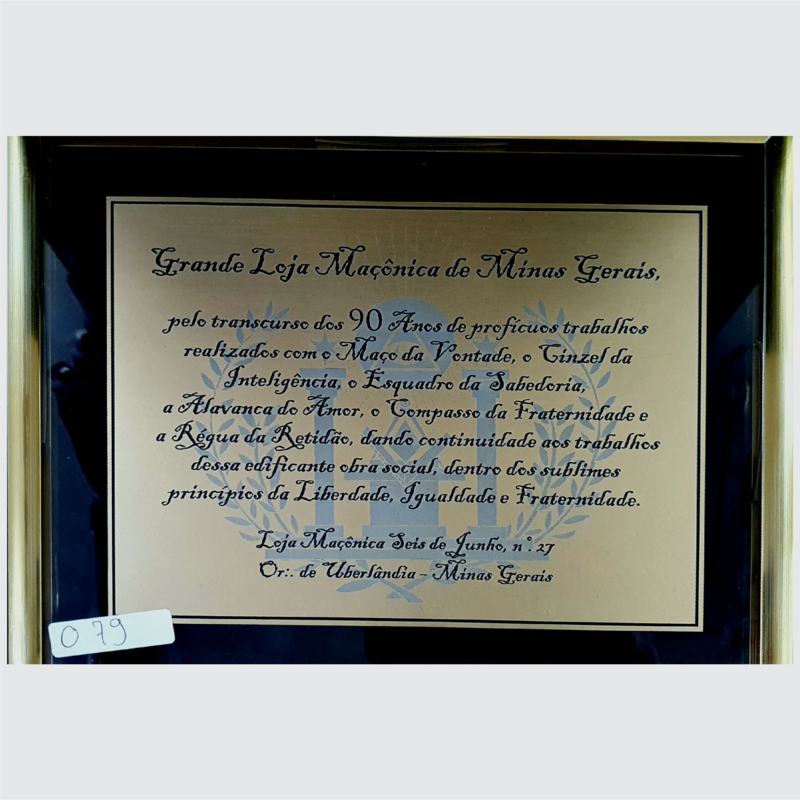 Grande Loja Maçônica de Minas Gerais,
pelo transcurso dos 90 Anos de profícuos trabalhos
realizados com o Maço da Vontade, o Cinzel da
Inteligência, o Esquadro da Sabedoria,
a Alavanca do Amor, o Compasso da Fraternidade e
a Régua da Retidão, dando continuidade aos trabalhos
dessa edificante obra social, dentro dos sublimes
princípios da Liberdade, Igualdade e Fraternidade.
Loja Maçônica Seis de Junho, nº. 27
Or:. de Uberlândia - Minas Gerais
079